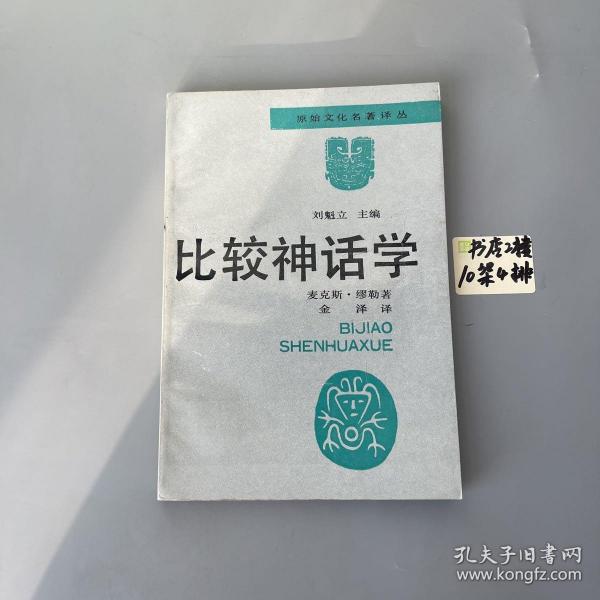 原始文化名著译丛
刘魁立 主编
比较神话学
麦克斯·缪勒著
金泽译
BIJIAO
SHENHUAXUE
书店2楼
10架4排
孔夫子旧书网
www.kongfz.com